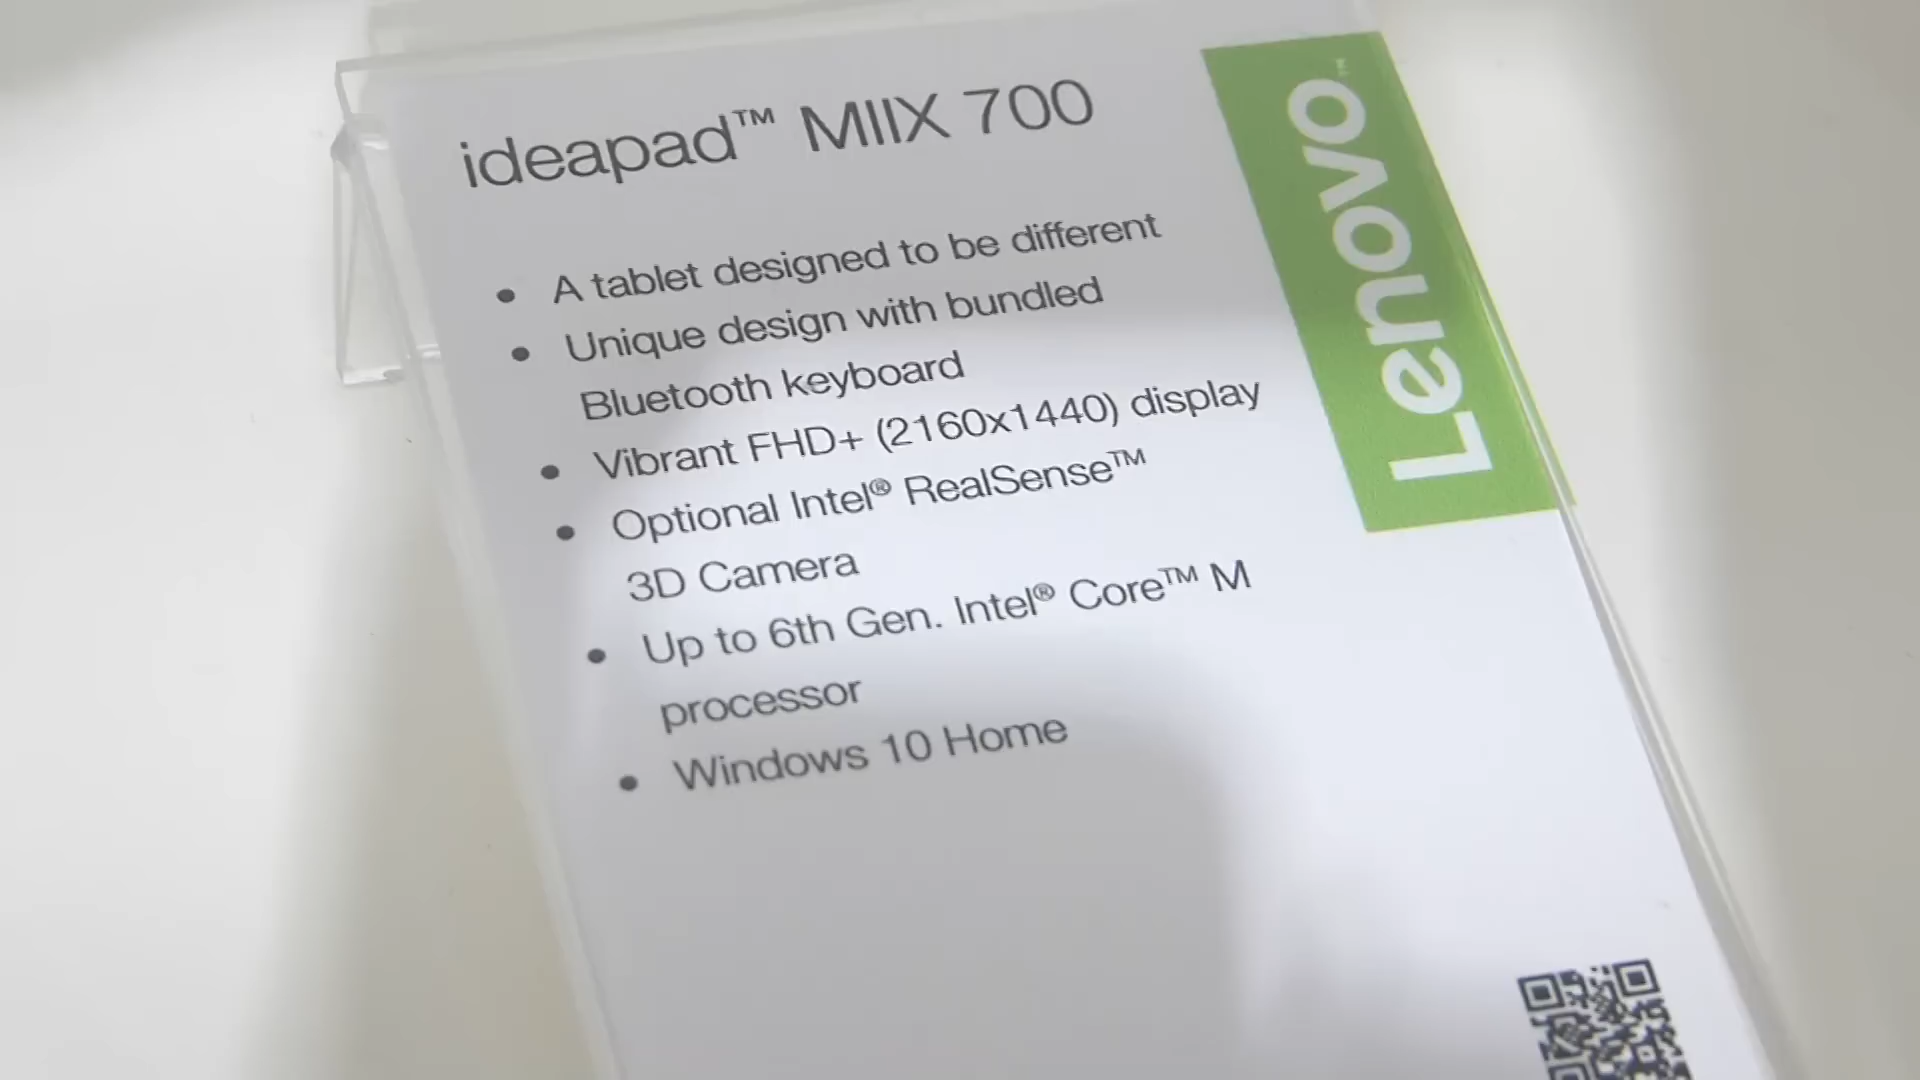 ideapad™ MIIX 700
• A tablet designed to be different
• Unique design with bundled
Bluetooth keyboard
• Vibrant FHD+ (2160x1440) display
• Optional Intel® RealSense™
3D Camera
• Up to 6th Gen. Intel® Core™ M
processor
• Windows 10 Home
Lenovo™